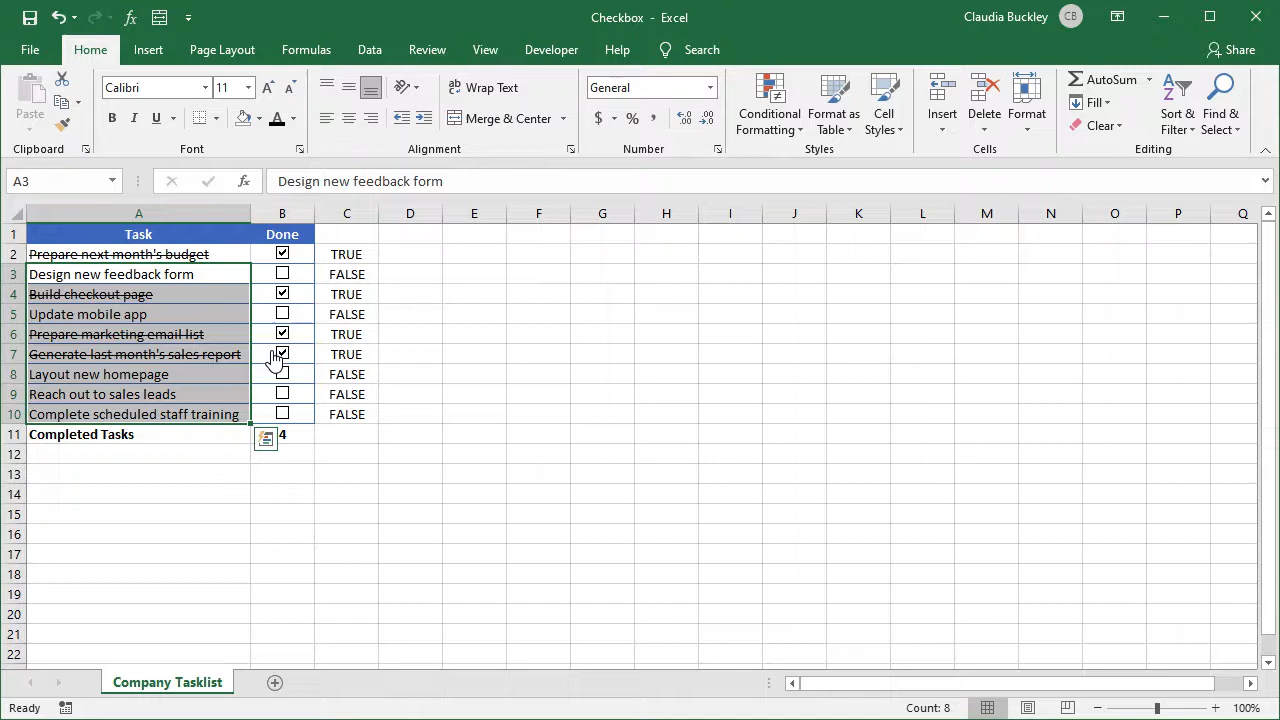 Checkbox - Excel
Claudia Buckley CB
File Home Insert Page Layout Formulas Data Review View Developer Help Search Share
Paste
Clipboard
Calibri 11
B I U A
Font
Wrap Text
Merge & Center
Alignment
General
$ % ,
Number
Conditional Formatting
Format as Table
Cell Styles
Styles
Insert Delete Format
Cells
AutoSum
Fill
Clear
Sort & Filter
Find & Select
Editing
A3 fx Design new feedback form
A B C D E F G H I J K L M N O P Q
1 Task Done
2 Prepare next month's budget TRUE
3 Design new feedback form FALSE
4 Build checkout page TRUE
5 Update mobile app FALSE
6 Prepare marketing email list TRUE
7 Generate last month's sales report TRUE
8 Layout new homepage FALSE
9 Reach out to sales leads FALSE
10 Complete scheduled staff training FALSE
11 Completed Tasks 4
12
13
14
15
16
17
18
19
20
21
22
Company Tasklist
Ready Count: 8 100%